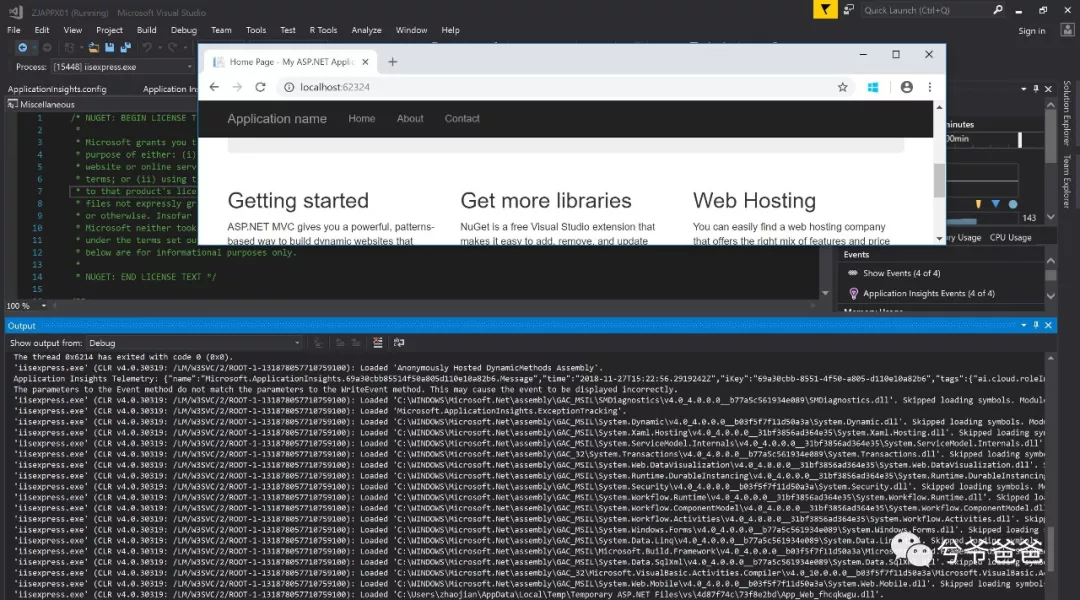 ZJAPPX01 (Running) - Microsoft Visual Studio
Quick Launch (Ctrl+Q)
File Edit View Project Build Debug Team Tools Test R Tools Analyze Window Help
Sign in
Process: [15448] iisexpress.exe
Home Page - My ASP.NET Applic
localhost:62324
ApplicationInsights.config Application Ins
Miscellaneous
Application name Home About Contact
Getting started Get more libraries Web Hosting
ASP.NET MVC gives you a powerful, patterns-
based way to build dynamic websites that
NuGet is a free Visual Studio extension that
makes it easy to add, remove, and update
You can easily find a web hosting company
that offers the right mix of features and price
1 /* NUGET: BEGIN LICENSE T
2 *
3 * Microsoft grants you t
4 * purpose of either: (i)
5 * website or online serv
6 * terms; or (ii) using t
7 * to that product's lice
8 * files not expressly gr
9 * or otherwise. Insofar
10 * Microsoft neither took
11 * under the terms set ou
12 * below are for informational purposes only.
13 *
14 * NUGET: END LICENSE TEXT */
15
100 %
minutes
00min
143
ry Usage CPU Usage
Events
Show Events (4 of 4)
Application Insights Events (4 of 4)
Memory Usage
Solution Explorer
Team Explorer
Output
Show output from: Debug
The thread 0x6214 has exited with code 0 (0x0).
'iisexpress.exe' (CLR v4.0.30319: /LM/W3SVC/2/ROOT-1-131878057710759100): Loaded 'Anonymously Hosted DynamicMethods Assembly'.
Application Insights Telemetry: {"name":"Microsoft.ApplicationInsights.69a30cbb85514f50a805d110e10a82b6.Message","time":"2018-11-27T15:22:56.2919242Z","iKey":"69a30cbb-8551-4f50-a805-d110e10a82b6","tags":{"ai.cloud.roleIn
The parameters to the Event method do not match the parameters to the WriteEvent method. This may cause the event to be displayed incorrectly.
'iisexpress.exe' (CLR v4.0.30319: /LM/W3SVC/2/ROOT-1-131878057710759100): Loaded 'C:\WINDOWS\Microsoft.Net\assembly\GAC_MSIL\SMDiagnostics\v4.0_4.0.0.0__b77a5c561934e089\SMDiagnostics.dll'. Skipped loading symbols. Modul
'iisexpress.exe' (CLR v4.0.30319: /LM/W3SVC/2/ROOT-1-131878057710759100): Loaded 'Microsoft.ApplicationInsights.ExceptionTracking'.
'iisexpress.exe' (CLR v4.0.30319: /LM/W3SVC/2/ROOT-1-131878057710759100): Loaded 'C:\WINDOWS\Microsoft.Net\assembly\GAC_MSIL\System.Dynamic\v4.0_4.0.0.0__b03f5f7f11d50a3a\System.Dynamic.dll'. Skipped loading symbols. Mod
'iisexpress.exe' (CLR v4.0.30319: /LM/W3SVC/2/ROOT-1-131878057710759100): Loaded 'C:\WINDOWS\Microsoft.Net\assembly\GAC_MSIL\System.Xaml.Hosting\v4.0_4.0.0.0__31bf3856ad364e35\System.Xaml.Hosting.dll'. Skipped loading sy
'iisexpress.exe' (CLR v4.0.30319: /LM/W3SVC/2/ROOT-1-131878057710759100): Loaded 'C:\WINDOWS\Microsoft.Net\assembly\GAC_MSIL\System.ServiceModel.Internals\v4.0_4.0.0.0__31bf3856ad364e35\System.ServiceModel.Internals.dll'
'iisexpress.exe' (CLR v4.0.30319: /LM/W3SVC/2/ROOT-1-131878057710759100): Loaded 'C:\WINDOWS\Microsoft.Net\assembly\GAC_32\System.Transactions\v4.0_4.0.0.0__b77a5c561934e089\System.Transactions.dll'. Skipped loading symb
'iisexpress.exe' (CLR v4.0.30319: /LM/W3SVC/2/ROOT-1-131878057710759100): Loaded 'C:\WINDOWS\Microsoft.Net\assembly\GAC_MSIL\System.Web.DataVisualization\v4.0_4.0.0.0__31bf3856ad364e35\System.Web.DataVisualization.dll'. S
'iisexpress.exe' (CLR v4.0.30319: /LM/W3SVC/2/ROOT-1-131878057710759100): Loaded 'C:\WINDOWS\Microsoft.Net\assembly\GAC_MSIL\System.Runtime.DurableInstancing\v4.0_4.0.0.0__31bf3856ad364e35\System.Runtime.DurableInstancing
'iisexpress.exe' (CLR v4.0.30319: /LM/W3SVC/2/ROOT-1-131878057710759100): Loaded 'C:\WINDOWS\Microsoft.Net\assembly\GAC_MSIL\System.Security\v4.0_4.0.0.0__b03f5f7f11d50a3a\System.Security.dll'. Skipped loading symbols. M
'iisexpress.exe' (CLR v4.0.30319: /LM/W3SVC/2/ROOT-1-131878057710759100): Loaded 'C:\WINDOWS\Microsoft.Net\assembly\GAC_MSIL\System.Workflow.Runtime\v4.0_4.0.0.0__31bf3856ad364e35\System.Workflow.Runtime.dll'. Skipped lo
'iisexpress.exe' (CLR v4.0.30319: /LM/W3SVC/2/ROOT-1-131878057710759100): Loaded 'C:\WINDOWS\Microsoft.Net\assembly\GAC_MSIL\System.Workflow.ComponentModel\v4.0_4.0.0.0__31bf3856ad364e35\System.Workflow.ComponentModel.dl
'iisexpress.exe' (CLR v4.0.30319: /LM/W3SVC/2/ROOT-1-131878057710759100): Loaded 'C:\WINDOWS\Microsoft.Net\assembly\GAC_MSIL\System.Workflow.Activities\v4.0_4.0.0.0__31bf3856ad364e35\System.Workflow.Activities.dll'. Skip
'iisexpress.exe' (CLR v4.0.30319: /LM/W3SVC/2/ROOT-1-131878057710759100): Loaded 'C:\WINDOWS\Microsoft.Net\assembly\GAC_MSIL\System.Windows.Forms\v4.0_4.0.0.0__b77a5c561934e089\System.Windows.Forms.dll'. Skipped loading
'iisexpress.exe' (CLR v4.0.30319: /LM/W3SVC/2/ROOT-1-131878057710759100): Loaded 'C:\WINDOWS\Microsoft.Net\assembly\GAC_MSIL\System.Data.Linq\v4.0_4.0.0.0__b77a5c561934e089\System.Data.L
'iisexpress.exe' (CLR v4.0.30319: /LM/W3SVC/2/ROOT-1-131878057710759100): Loaded 'C:\WINDOWS\Microsoft.Net\assembly\GAC_MSIL\Microsoft.Build.Framework\v4.0_4.0.0.0__b03f5f7f11d50a3a\Micro
'iisexpress.exe' (CLR v4.0.30319: /LM/W3SVC/2/ROOT-1-131878057710759100): Loaded 'C:\WINDOWS\Microsoft.Net\assembly\GAC_MSIL\System.Data.SqlXml\v4.0_4.0.0.0__b77a5c561934e089\System.Data.SqlX
'iisexpress.exe' (CLR v4.0.30319: /LM/W3SVC/2/ROOT-1-131878057710759100): Loaded 'C:\WINDOWS\Microsoft.Net\assembly\GAC_32\Microsoft.VisualBasic.Activities.Compiler\v4.0_10.0.0.0__b03f5f7f11d50a3a\Microsoft.VisualBasic.A
'iisexpress.exe' (CLR v4.0.30319: /LM/W3SVC/2/ROOT-1-131878057710759100): Loaded 'C:\WINDOWS\Microsoft.Net\assembly\GAC_MSIL\System.Web.Mobile\v4.0_4.0.0.0__b03f5f7f11d50a3a\System.Web.Mobile.dll'. Skipped loading symbols
'iisexpress.exe' (CLR v4.0.30319: /LM/W3SVC/2/ROOT-1-131878057710759100): Loaded 'C:\Users\zhaojian\AppData\Local\Temp\Temporary ASP.NET Files\vs\4d87f74c\73f8e2bd\App_Web_fhcqkwgu.dll'.
兮爷爸爸